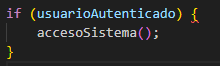 if (usuarioAutenticado) {
    accesoSistema();
}